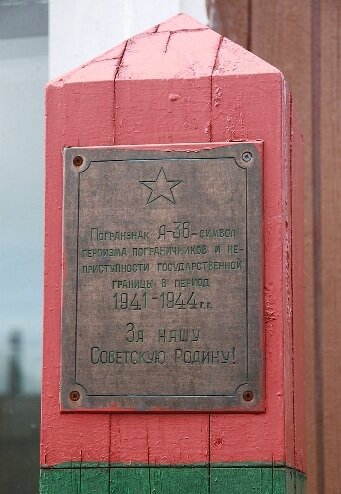 Погранзнак А-36-символ
героизма пограничников и не-
приступности государственной
границы в период
1941-1944 г.г.
За нашу
Советскую Родину!